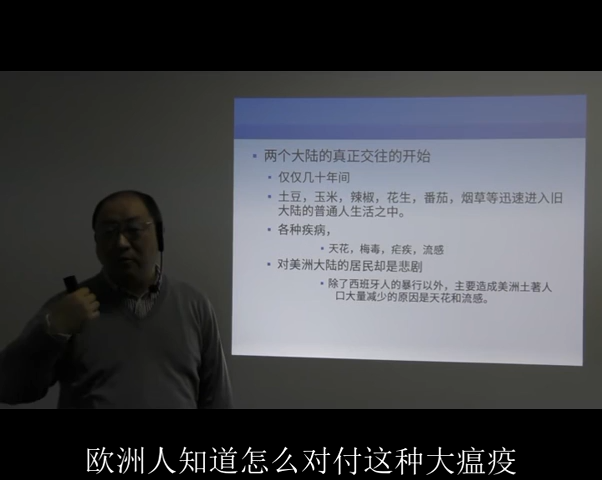 两个大陆的真正交往的开始
仅仅几十年间
土豆，玉米，辣椒，花生，番茄，烟草等迅速进入旧
大陆的普通人生活之中。
各种疾病，
天花，梅毒，疟疾，流感
对美洲大陆的居民却是悲剧
除了西班牙人的暴行以外，主要造成美洲土著人
口大量减少的原因是天花和流感。
欧洲人知道怎么对付这种大瘟疫